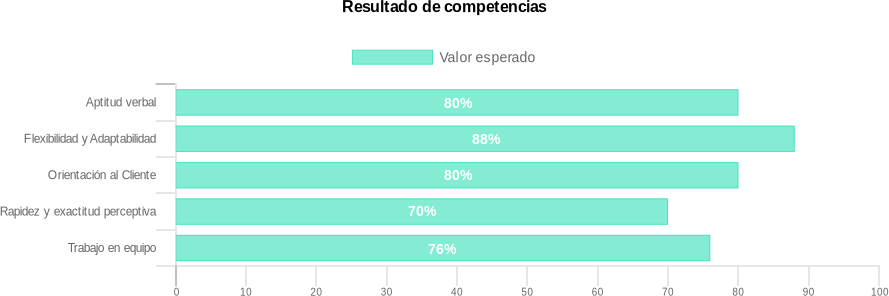 Resultado de competencias
Valor esperado
Aptitud verbal 80%
Flexibilidad y Adaptabilidad 88%
Orientación al Cliente 80%
Rapidez y exactitud perceptiva 70%
Trabajo en equipo 76%
0 10 20 30 40 50 60 70 80 90 100